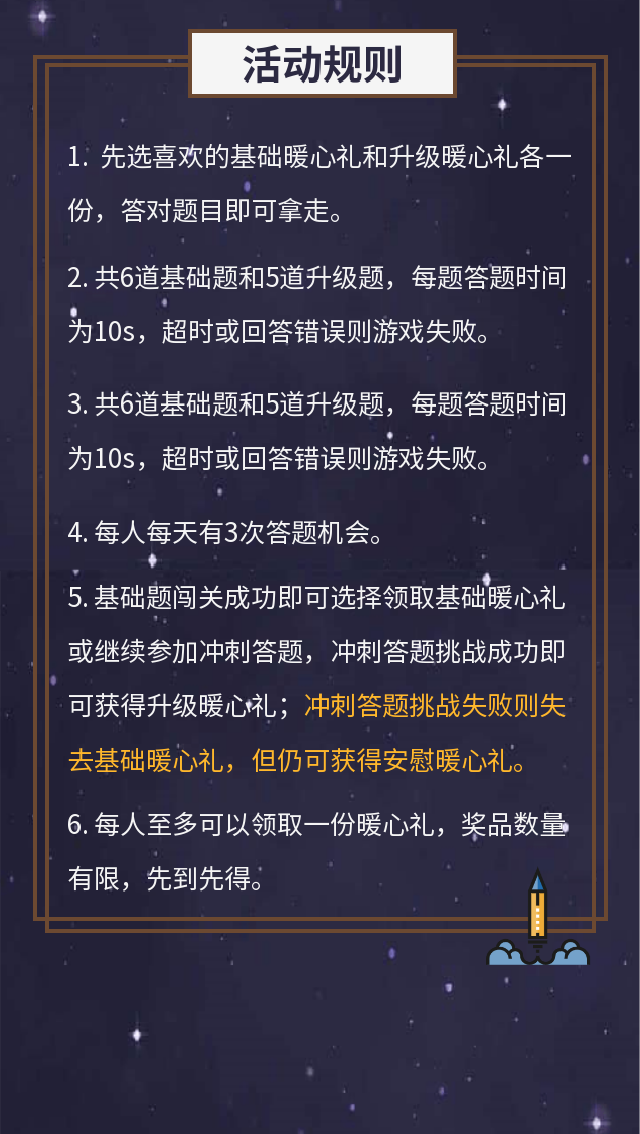 活动规则
1. 先选喜欢的基础暖心礼和升级暖心礼各一
份，答对题目即可拿走。
2. 共6道基础题和5道升级题，每题答题时间
为10s，超时或回答错误则游戏失败。
3. 共6道基础题和5道升级题，每题答题时间
为10s，超时或回答错误则游戏失败。
4. 每人每天有3次答题机会。
5. 基础题闯关成功即可选择领取基础暖心礼
或继续参加冲刺答题，冲刺答题挑战成功即
可获得升级暖心礼；冲刺答题挑战失败则失
去基础暖心礼，但仍可获得安慰暖心礼。
6. 每人至多可以领取一份暖心礼，奖品数量
有限，先到先得。